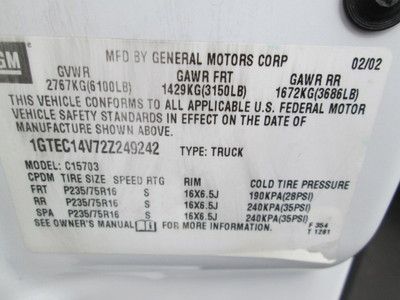 GM
MFD BY GENERAL MOTORS CORP 02/02
GVWR GAWR FRT GAWR RR
2767KG(6100LB) 1429KG(3150LB) 1672KG(3686LB)
THIS VEHICLE CONFORMS TO ALL APPLICABLE U.S. FEDERAL MOTOR
VEHICLE SAFETY STANDARDS IN EFFECT ON THE DATE OF
MANUFACTURE SHOWN ABOVE.
1GTEC14V72Z249242 TYPE: TRUCK
MODEL: C15703
CPDM TIRE SIZE SPEED RTG RIM COLD TIRE PRESSURE
FRT P235/75R16 S 16X6.5J 190KPA(28PSI)
RR P235/75R16 S 16X6.5J 240KPA(35PSI)
SPA P235/75R16 S 16X6.5J 240KPA(35PSI)
SEE OWNER'S MANUAL FOR MORE INFORMATION. F 354
T 1281